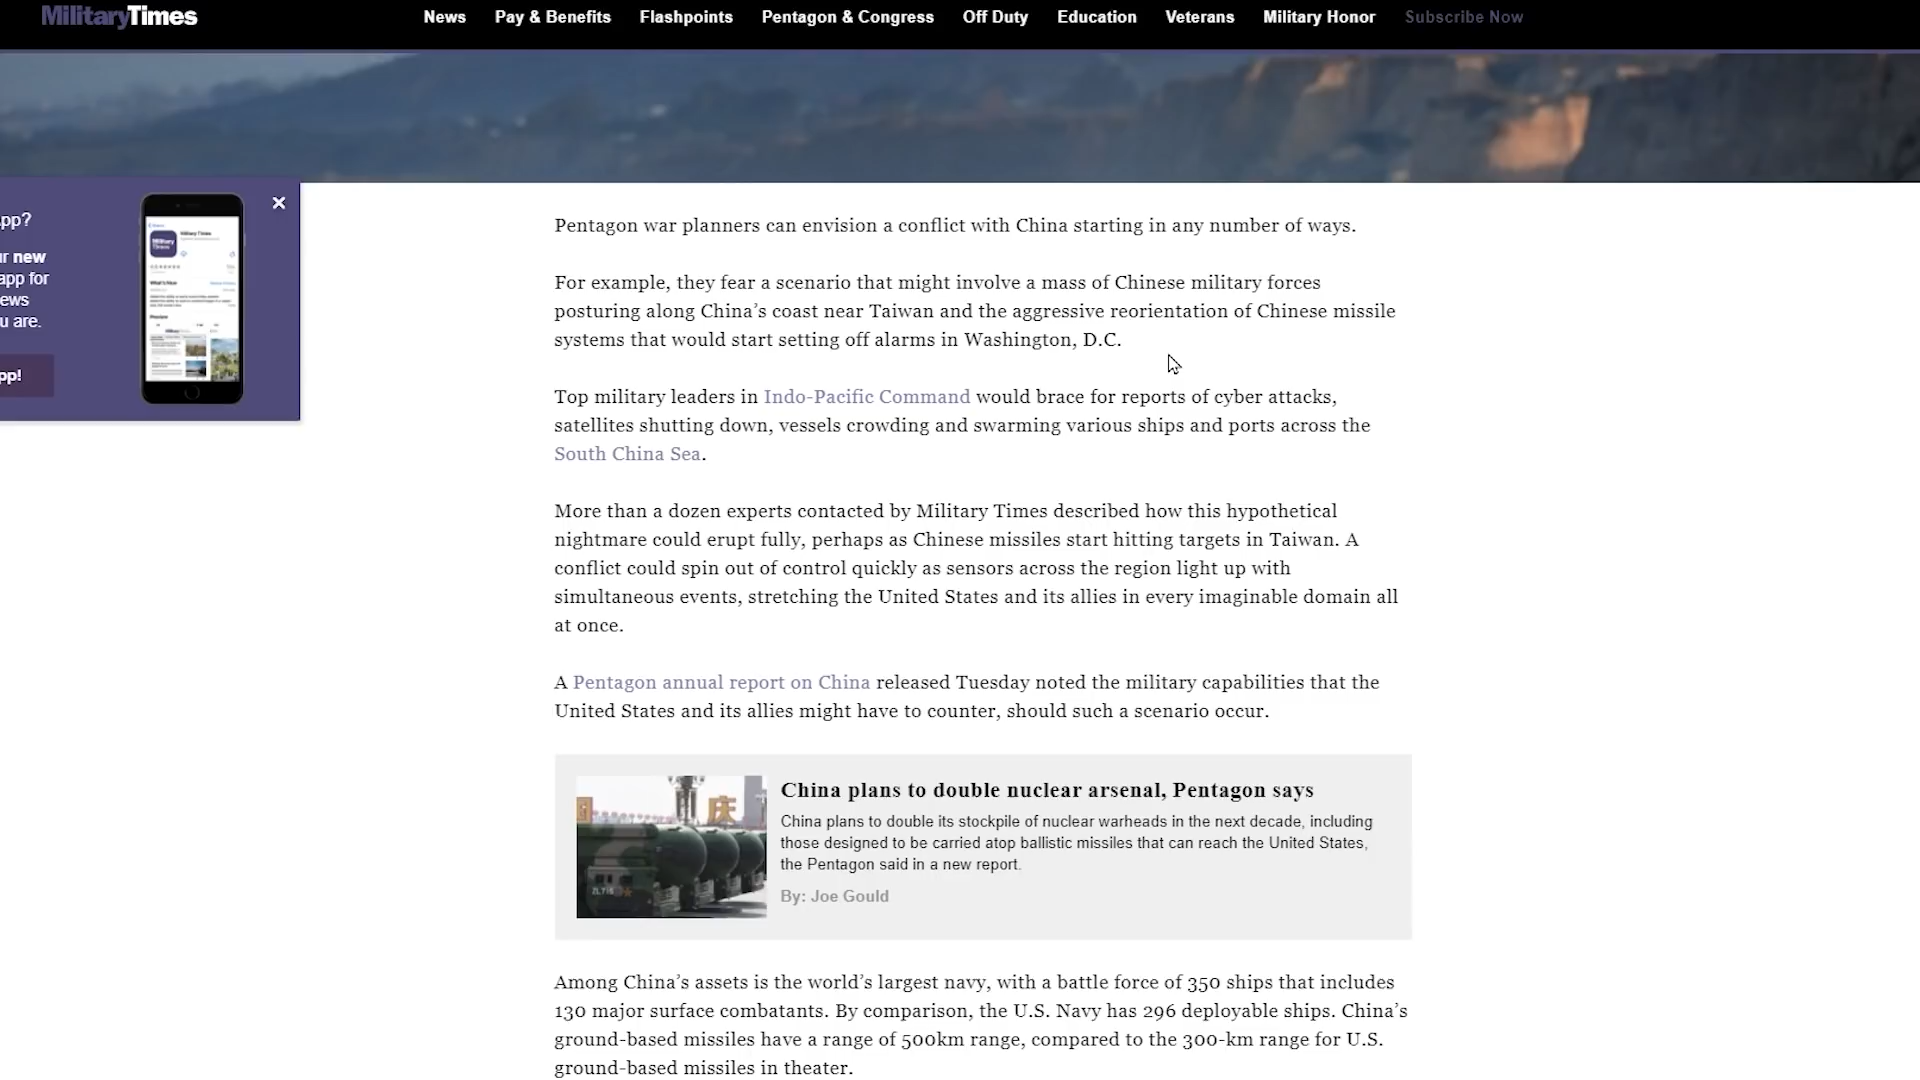 MilitaryTimes
News Pay & Benefits Flashpoints Pentagon & Congress Off Duty Education Veterans Military Honor Subscribe Now
pp?
ur new
app for
ews
u are.
pp!
Pentagon war planners can envision a conflict with China starting in any number of ways.
For example, they fear a scenario that might involve a mass of Chinese military forces
posturing along China’s coast near Taiwan and the aggressive reorientation of Chinese missile
systems that would start setting off alarms in Washington, D.C.
Top military leaders in Indo-Pacific Command would brace for reports of cyber attacks,
satellites shutting down, vessels crowding and swarming various ships and ports across the
South China Sea.
More than a dozen experts contacted by Military Times described how this hypothetical
nightmare could erupt fully, perhaps as Chinese missiles start hitting targets in Taiwan. A
conflict could spin out of control quickly as sensors across the region light up with
simultaneous events, stretching the United States and its allies in every imaginable domain all
at once.
A Pentagon annual report on China released Tuesday noted the military capabilities that the
United States and its allies might have to counter, should such a scenario occur.
庆
China plans to double nuclear arsenal, Pentagon says
China plans to double its stockpile of nuclear warheads in the next decade, including
those designed to be carried atop ballistic missiles that can reach the United States,
the Pentagon said in a new report.
By: Joe Gould
Among China’s assets is the world’s largest navy, with a battle force of 350 ships that includes
130 major surface combatants. By comparison, the U.S. Navy has 296 deployable ships. China’s
ground-based missiles have a range of 500km range, compared to the 300-km range for U.S.
ground-based missiles in theater.